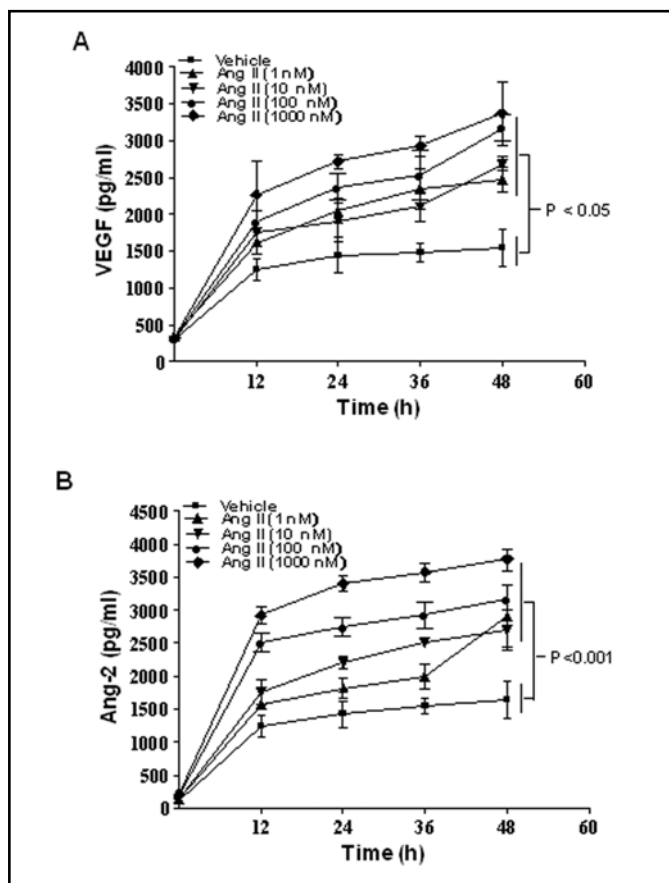 A
Vehicle
Ang II (1 nM)
Ang II (10 nM)
Ang II (100 nM)
Ang II (1000 nM)
4000
3500
3000
2500
2000
1500
1000
500
0
VEGF (pg/ml)
P < 0.05
12 24 36 48 60
Time (h)
B
Vehicle
Ang II (1 nM)
Ang II (10 nM)
Ang II (100 nM)
Ang II (1000 nM)
4500
4000
3500
3000
2500
2000
1500
1000
500
0
Ang-2 (pg/ml)
P <0.001
12 24 36 48 60
Time (h)